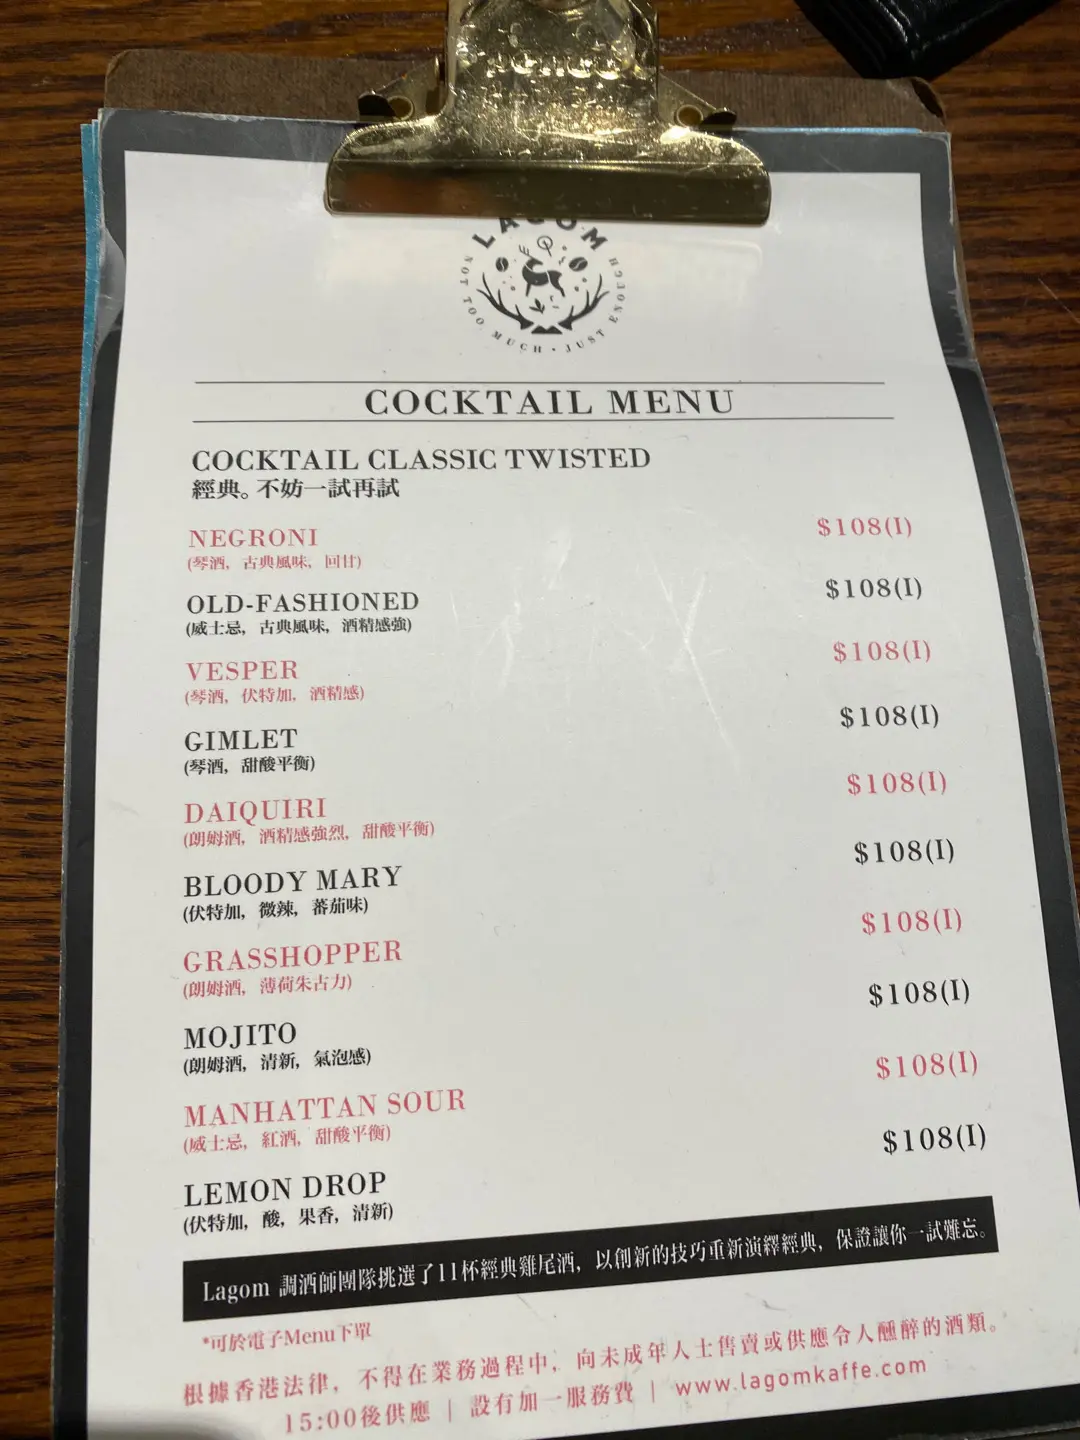 LAGOM
NOT TOO MUCH · JUST ENOUGH
COCKTAIL MENU
COCKTAIL CLASSIC TWISTED
經典。不妨一試再試
NEGRONI $108(I)
(琴酒, 古典風味, 回甘)
OLD-FASHIONED $108(I)
(威士忌, 古典風味, 酒精感強)
VESPER $108(I)
(琴酒, 伏特加, 酒精感)
GIMLET $108(I)
(琴酒, 甜酸平衡)
DAIQUIRI $108(I)
(朗姆酒, 酒精感強烈, 甜酸平衡)
BLOODY MARY $108(I)
(伏特加, 微辣, 蕃茄味)
GRASSHOPPER $108(I)
(朗姆酒, 薄荷朱古力)
MOJITO $108(I)
(朗姆酒, 清新, 氣泡感)
MANHATTAN SOUR $108(I)
(威士忌, 紅酒, 甜酸平衡)
LEMON DROP $108(I)
(伏特加, 酸, 果香, 清新)
Lagom 調酒師團隊挑選了11杯經典雞尾酒, 以創新的技巧重新演繹經典, 保證讓你一試難忘。
*可於電子Menu下單
根據香港法律, 不得在業務過程中, 向未成年人士售賣或供應令人醺醉的酒類。
15:00後供應 | 設有加一服務費 | www.lagomkaffe.com